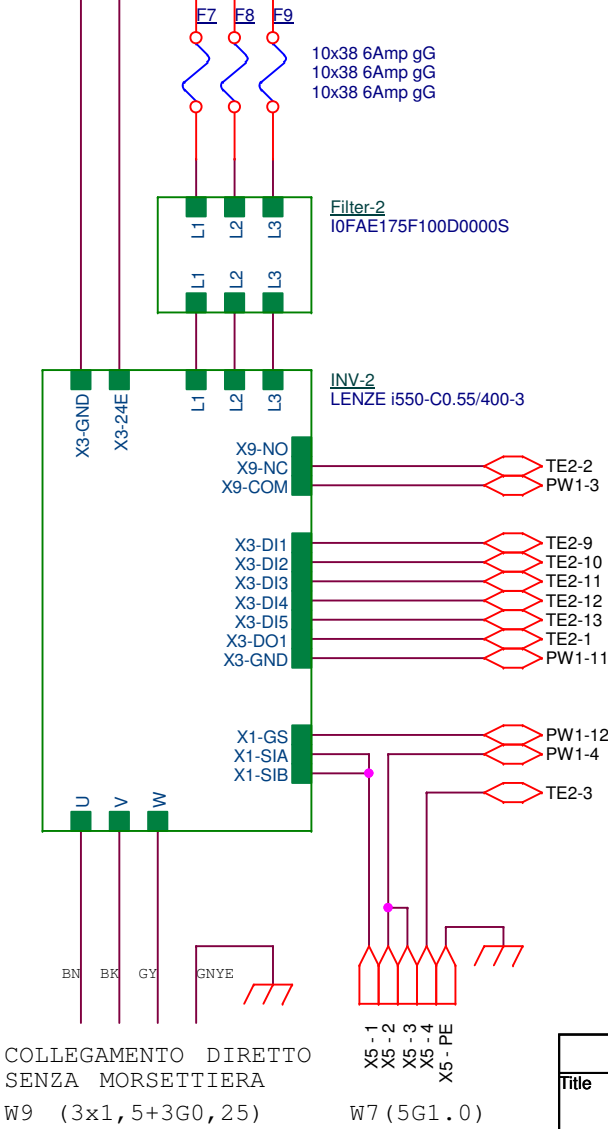 F7 F8 F9
10x38 6Amp gG
10x38 6Amp gG
10x38 6Amp gG
Filter-2
I0FAE175F100D0000S
L1 L2 L3
L1 L2 L3
INV-2
LENZE i550-C0.55/400-3
X3-GND X3-24E L1 L2 L3
X9-NO
X9-NC TE2-2
X9-COM PW1-3
X3-DI1 TE2-9
X3-DI2 TE2-10
X3-DI3 TE2-11
X3-DI4 TE2-12
X3-DI5 TE2-13
X3-DO1 TE2-1
X3-GND PW1-11
X1-GS PW1-12
X1-SIA PW1-4
X1-SIB
TE2-3
U V W
BN BK GY GNYE
X5 - 1 X5 - 2 X5 - 3 X5 - 4 X5 - PE
COLLEGAMENTO DIRETTO
SENZA MORSETTIERA
W9 (3x1,5+3G0,25) W7(5G1.0)
Title